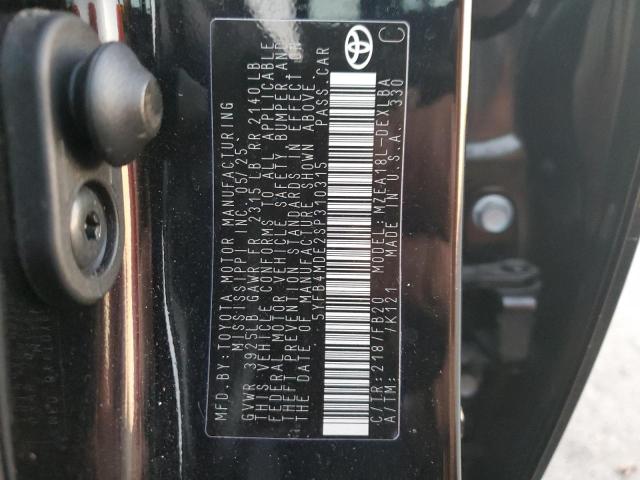 MFD BY: TOYOTA MOTOR MANUFACTURING
MISSISSIPPI, INC. 05/25
GVWR 3925LB GAWR FR 2315LB RR 2140LB
THIS VEHICLE CONFORMS TO ALL APPLICABLE
FEDERAL MOTOR VEHICLE SAFETY, BUMPER AND
THEFT PREVENTION STANDARDS IN EFFECT ON
THE DATE OF MANUFACTURE SHOWN ABOVE.
5YFB4MDE2SP310315 PASS. CAR
C/TR: 218/FB20 MODEL: MZEA18L-DEXLBA
A/TM: /K121 MADE IN U.S.A. 330
C